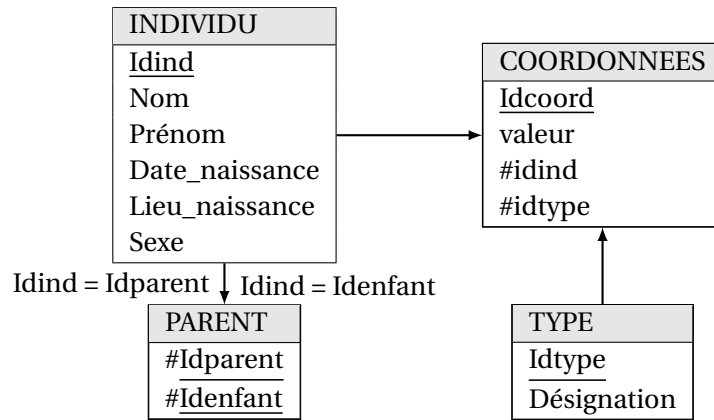 INDIVIDU
Idind
Nom
Prénom
Date_naissance
Lieu_naissance
Sexe
COORDONNEES
Idcoord
valeur
#idind
#idtype
Idind = Idparent
Idind = Idenfant
PARENT
#Idparent
#Idenfant
TYPE
Idtype
Désignation